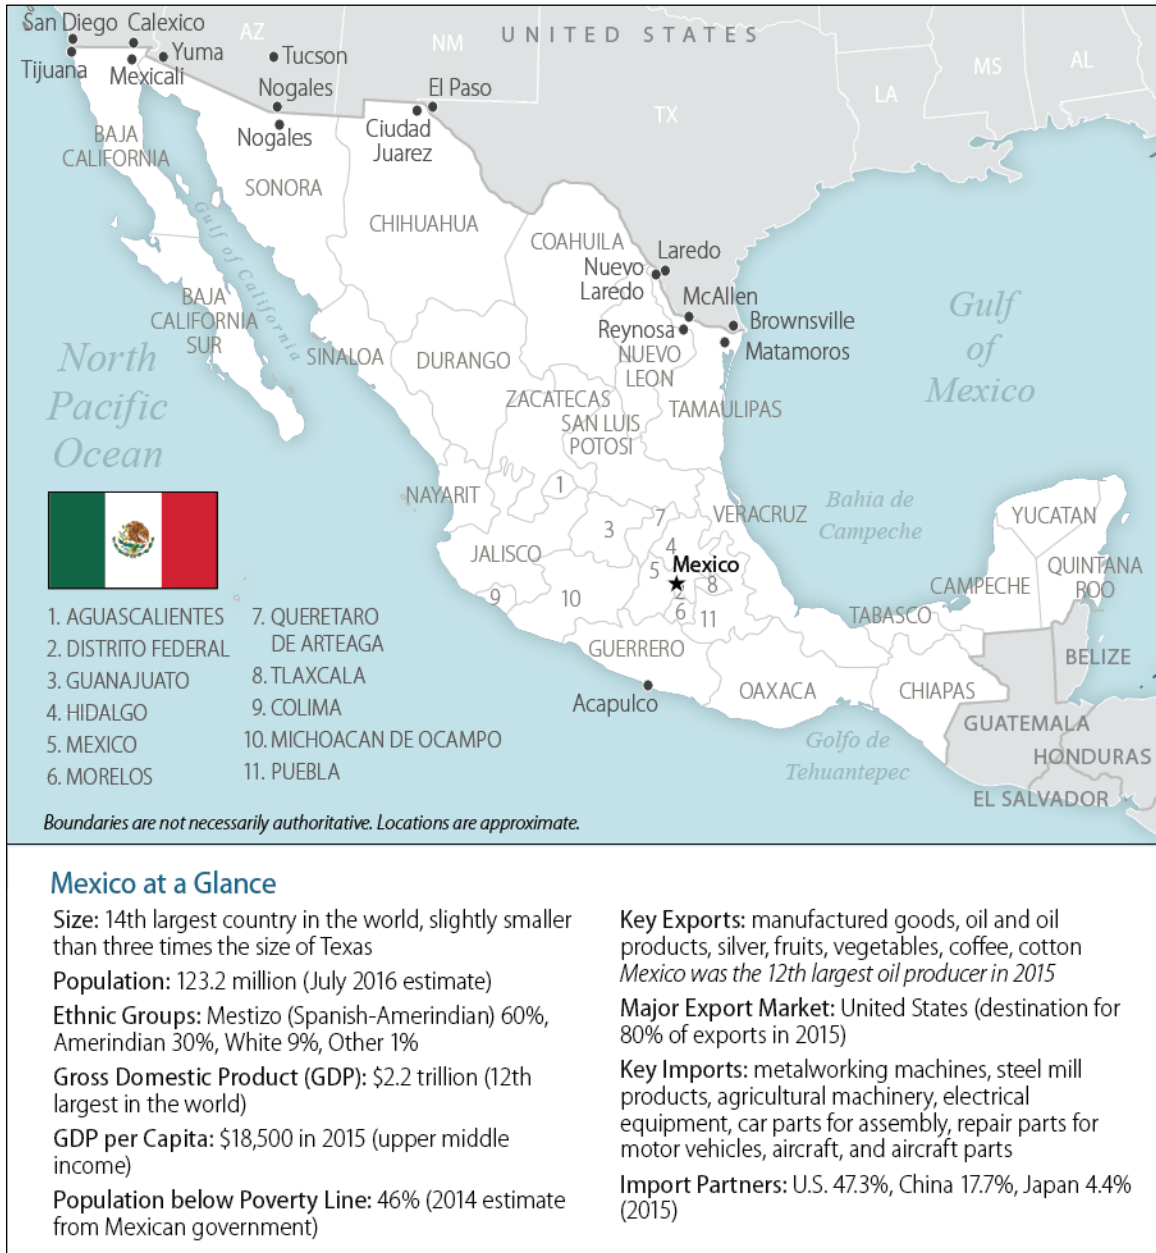 San Diego
Calexico
AZ
NM
UNITED STATES
MS
AL
Yuma
Tucson
Tijuana
Mexicali
Nogales
El Paso
LA
TX
Nogales
Ciudad
Juarez
BAJA
CALIFORNIA
SONORA
CHIHUAHUA
Gulf of California
COAHUILA
Laredo
Nuevo
Laredo
McAllen
Gulf
of
Mexico
BAJA
CALIFORNIA
SUR
Reynosa
Brownsville
Matamoros
North
Pacific
Ocean
SINALOA
DURANGO
NUEVO
LEON
ZACATECAS
SAN LUIS
POTOSI
TAMAULIPAS
NAYARIT
1
Bahia de
Campeche
YUCATAN
3
7
VERACRUZ
JALISCO
4
5
Mexico
2
8
QUINTANA
ROO
CAMPECHE
9
10
6
11
TABASCO
GUERRERO
BELIZE
Acapulco
OAXACA
CHIAPAS
GUATEMALA
Golfo de
Tehuantepec
HONDURAS
EL SALVADOR
1. AGUASCALIENTES
2. DISTRITO FEDERAL
3. GUANAJUATO
4. HIDALGO
5. MEXICO
6. MORELOS
7. QUERETARO
DE ARTEAGA
8. TLAXCALA
9. COLIMA
10. MICHOACAN DE OCAMPO
11. PUEBLA
Boundaries are not necessarily authoritative. Locations are approximate.
Mexico at a Glance
Size: 14th largest country in the world, slightly smaller
than three times the size of Texas
Population: 123.2 million (July 2016 estimate)
Ethnic Groups: Mestizo (Spanish-Amerindian) 60%,
Amerindian 30%, White 9%, Other 1%
Gross Domestic Product (GDP): $2.2 trillion (12th
largest in the world)
GDP per Capita: $18,500 in 2015 (upper middle
income)
Population below Poverty Line: 46% (2014 estimate
from Mexican government)
Key Exports: manufactured goods, oil and oil
products, silver, fruits, vegetables, coffee, cotton
Mexico was the 12th largest oil producer in 2015
Major Export Market: United States (destination for
80% of exports in 2015)
Key Imports: metalworking machines, steel mill
products, agricultural machinery, electrical
equipment, car parts for assembly, repair parts for
motor vehicles, aircraft, and aircraft parts
Import Partners: U.S. 47.3%, China 17.7%, Japan 4.4%
(2015)